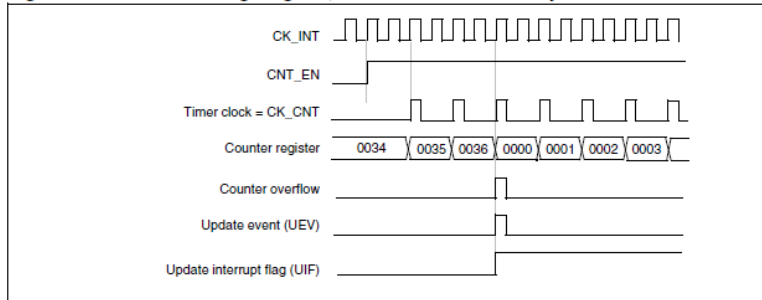 CK_INT
CNT_EN
Timer clock = CK_CNT
Counter register 0034 0035 0036 0000 0001 0002 0003
Counter overflow
Update event (UEV)
Update interrupt flag (UIF)